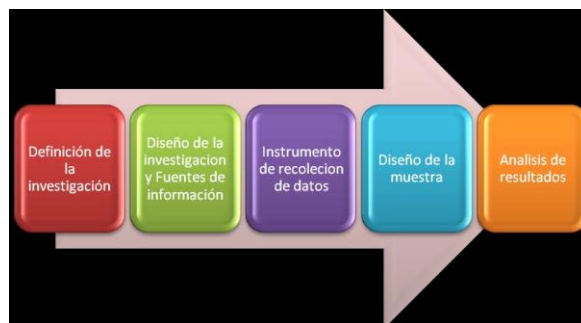 Definición de
la
investigación
Diseño de la
investigacion
y Fuentes de
información
Instrumento
de recolecion
de datos
Diseño de la
muestra
Analisis de
resultados